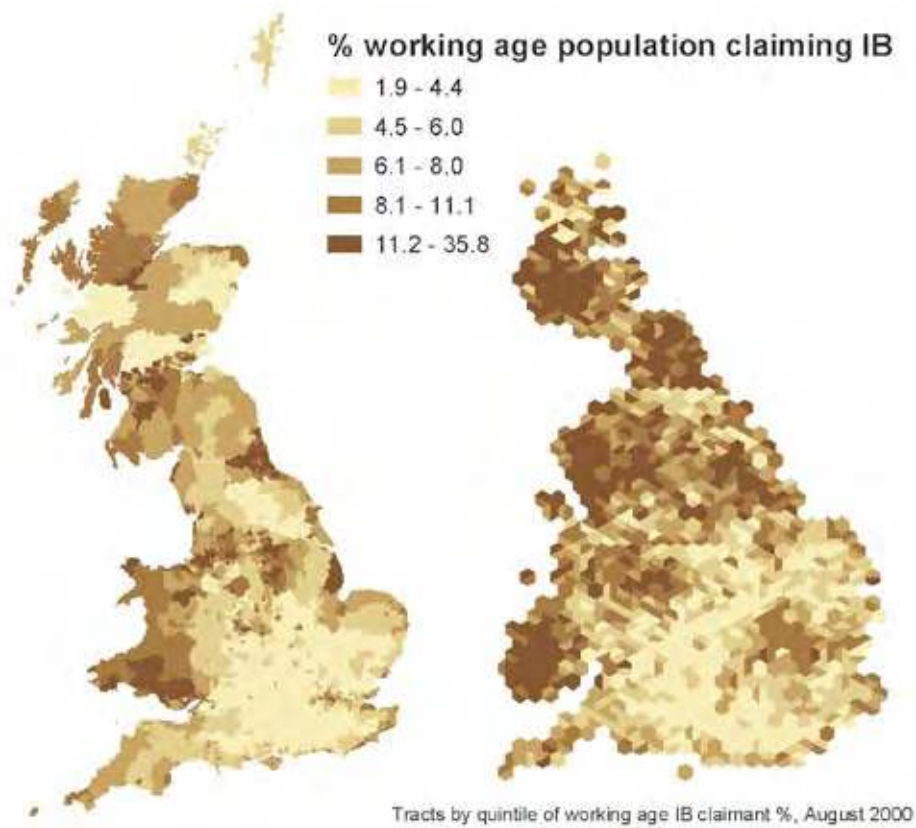 % working age population claiming IB
1.9 - 4.4
4.5 - 6.0
6.1 - 8.0
8.1 - 11.1
11.2 - 35.8
Tracts by quintile of working age IB claimant %, August 2000